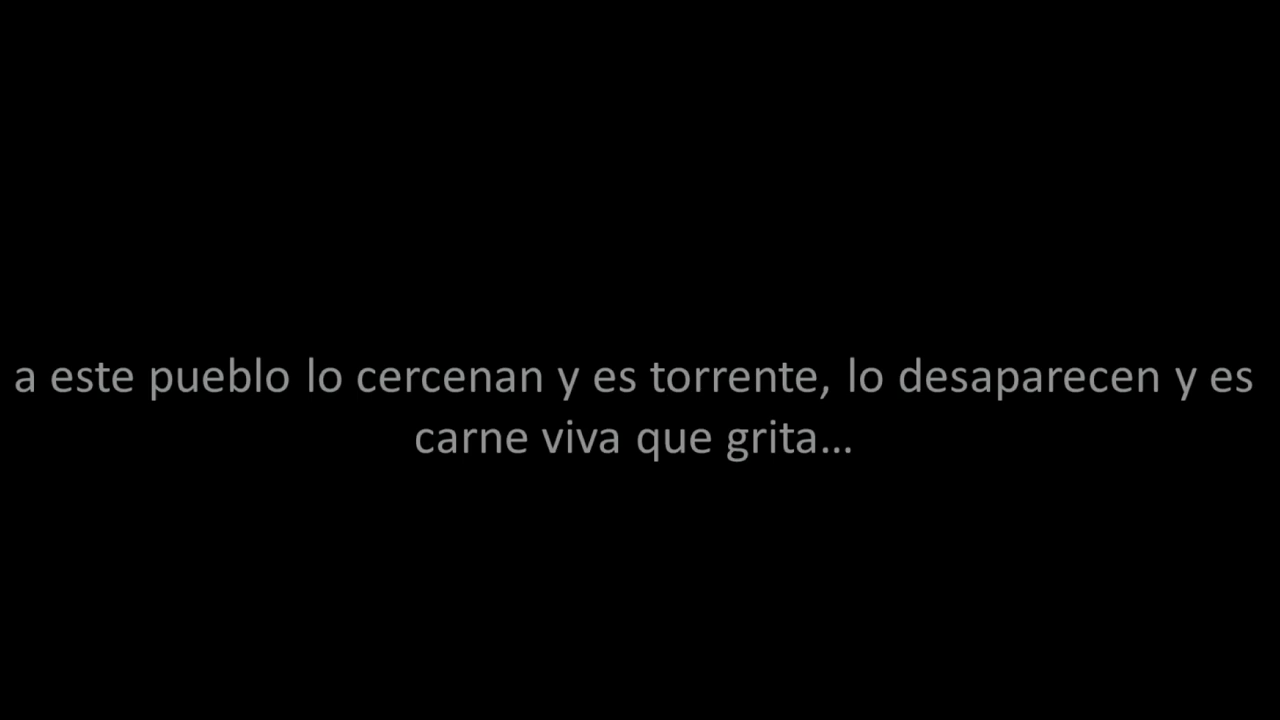 a este pueblo lo cercenan y es torrente, lo desaparecen y es
carne viva que grita…